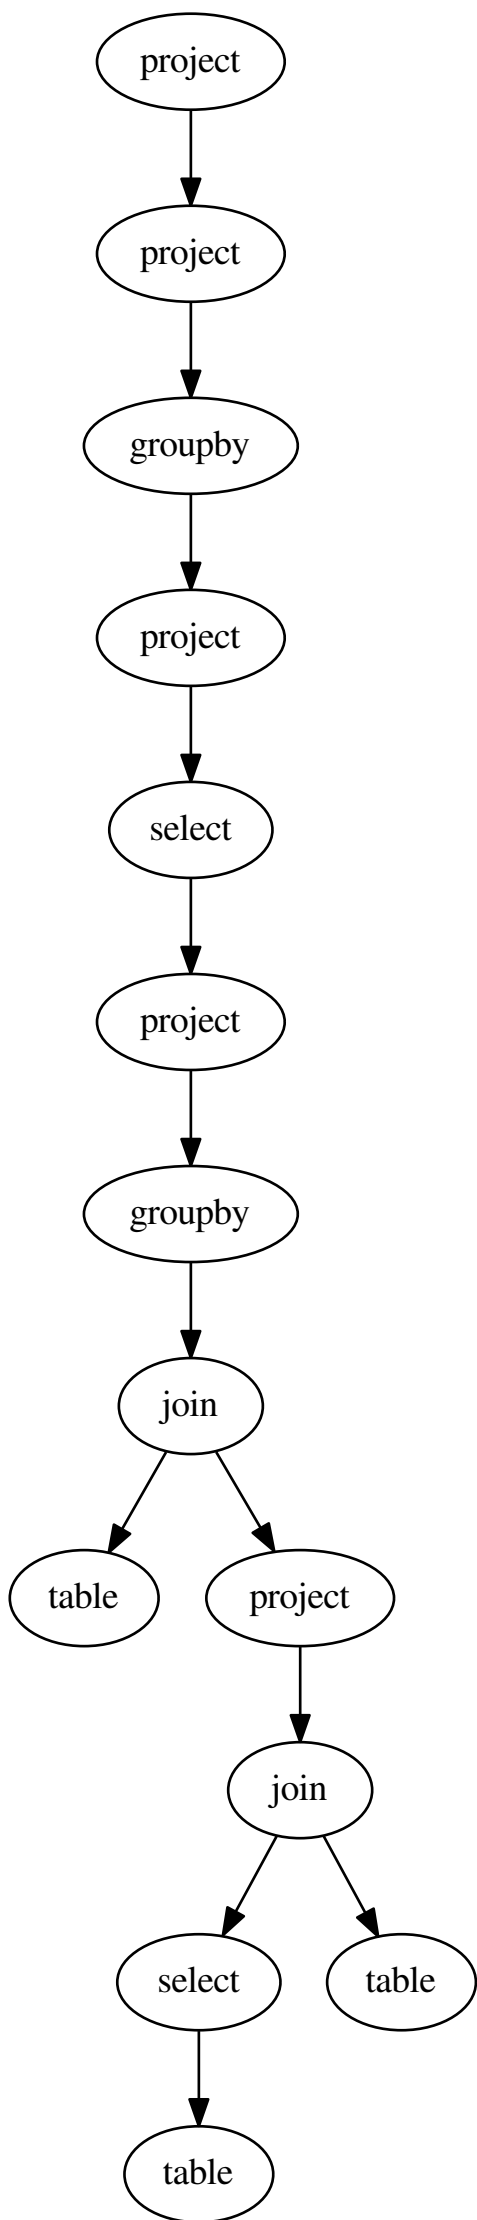 project
project
groupby
project
select
project
groupby
join
table project
join
select table
table